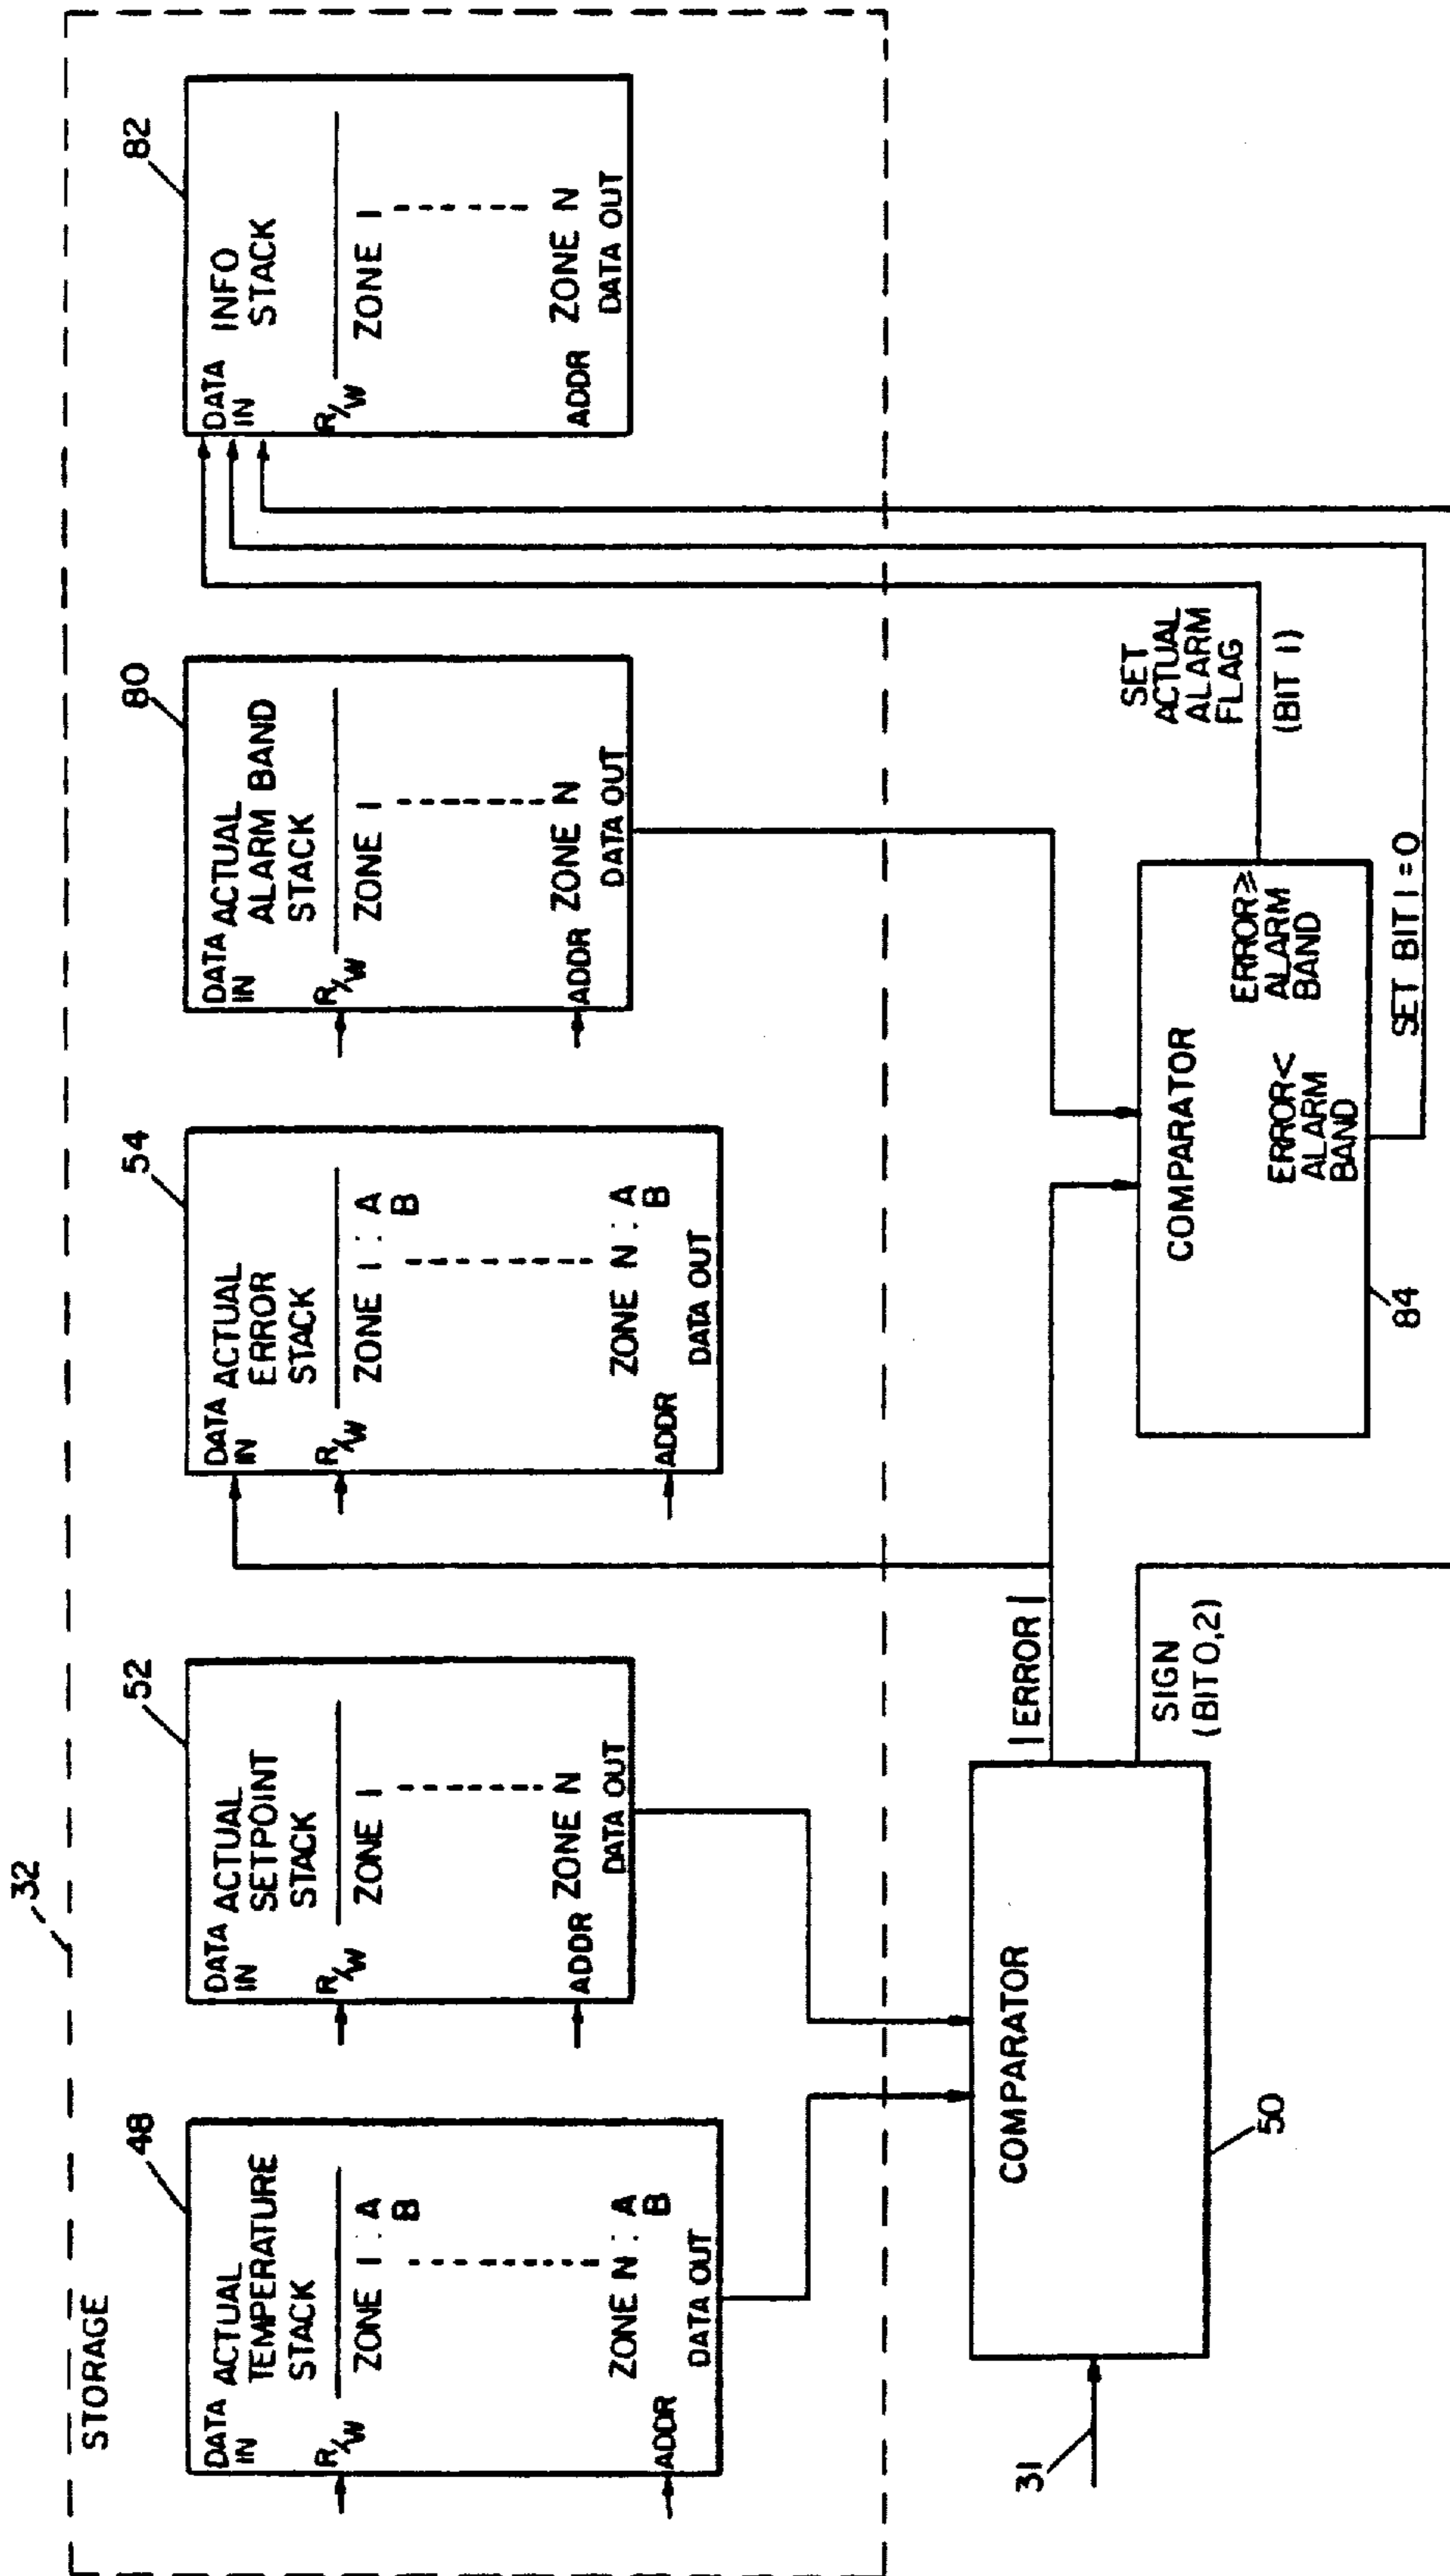 32
STORAGE
48
DATA IN
ACTUAL
TEMPERATURE
STACK
R/W
ZONE 1 : A
B
ZONE N : A
B
ADDR
DATA OUT
52
DATA IN
ACTUAL
SETPOINT
STACK
R/W
ZONE 1
ADDR
ZONE N
DATA OUT
54
DATA IN
ACTUAL
ERROR
STACK
R/W
ZONE 1 : A
B
ZONE N : A
B
ADDR
DATA OUT
80
DATA IN
ACTUAL
ALARM BAND
STACK
R/W
ZONE 1
ADDR
ZONE N
DATA OUT
82
DATA IN
INFO
STACK
R/W
ZONE 1
ADDR
ZONE N
DATA OUT
31
COMPARATOR
50
|ERROR|
SIGN
(BIT 0,2)
COMPARATOR
ERROR <
ALARM
BAND
ERROR ≥
ALARM
BAND
84
SET
ACTUAL
ALARM
FLAG
(BIT 1)
SET BIT 1 = 0